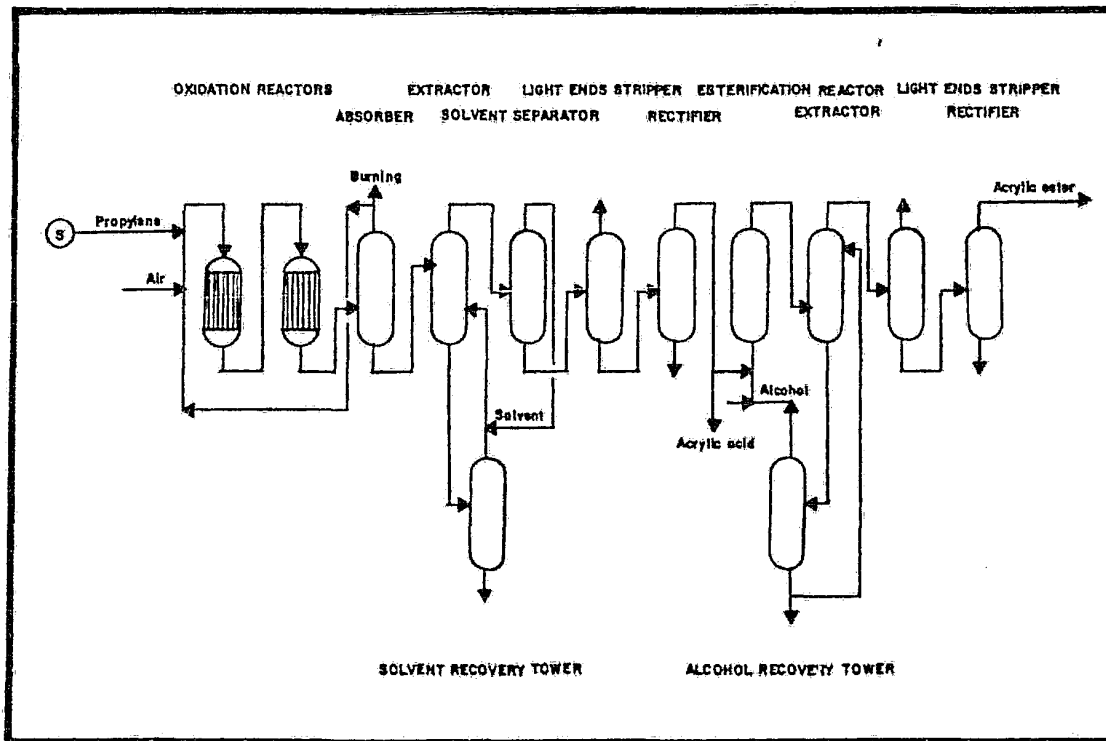 OXIDATION REACTORS EXTRACTOR LIGHT ENDS STRIPPER ESTERIFICATION REACTOR LIGHT ENDS STRIPPER
ABSORBER SOLVENT SEPARATOR RECTIFIER EXTRACTOR RECTIFIER
Burning
Acrylic ester
S
Propylene
Air
Alcohol
Solvent
Acrylic acid
SOLVENT RECOVERY TOWER ALCOHOL RECOVERY TOWER